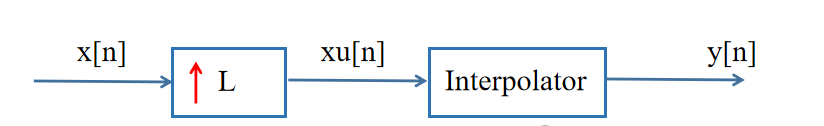 x[n]
L
xu[n]
Interpolator
y[n]